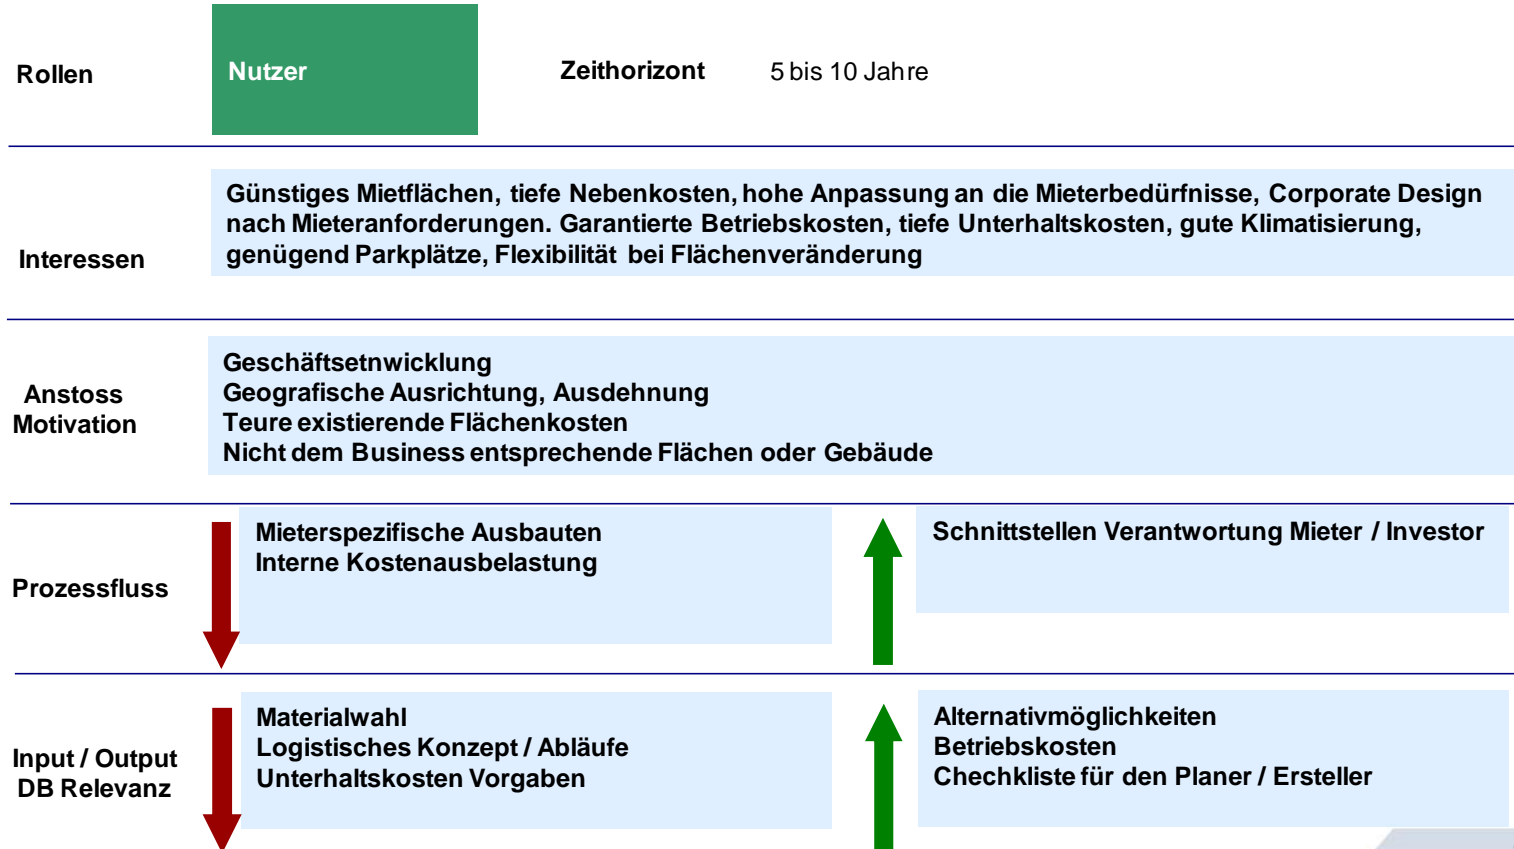 Rollen
Nutzer
Zeithorizont
5 bis 10 Jahre
Interessen
Günstiges Mietflächen, tiefe Nebenkosten, hohe Anpassung an die Mieterbedürfnisse, Corporate Design
nach Mieteranforderungen. Garantierte Betriebskosten, tiefe Unterhaltskosten, gute Klimatisierung,
genügend Parkplätze, Flexibilität bei Flächenveränderung
Anstoss
Motivation
Geschäftsetnwicklung
Geografische Ausrichtung, Ausdehnung
Teure existierende Flächenkosten
Nicht dem Business entsprechende Flächen oder Gebäude
Prozessfluss
Mieterspezifische Ausbauten
Interne Kostenausbelastung
Schnittstellen Verantwortung Mieter / Investor
Input / Output
DB Relevanz
Materialwahl
Logistisches Konzept / Abläufe
Unterhaltskosten Vorgaben
Alternativmöglichkeiten
Betriebskosten
Chechkliste für den Planer / Ersteller